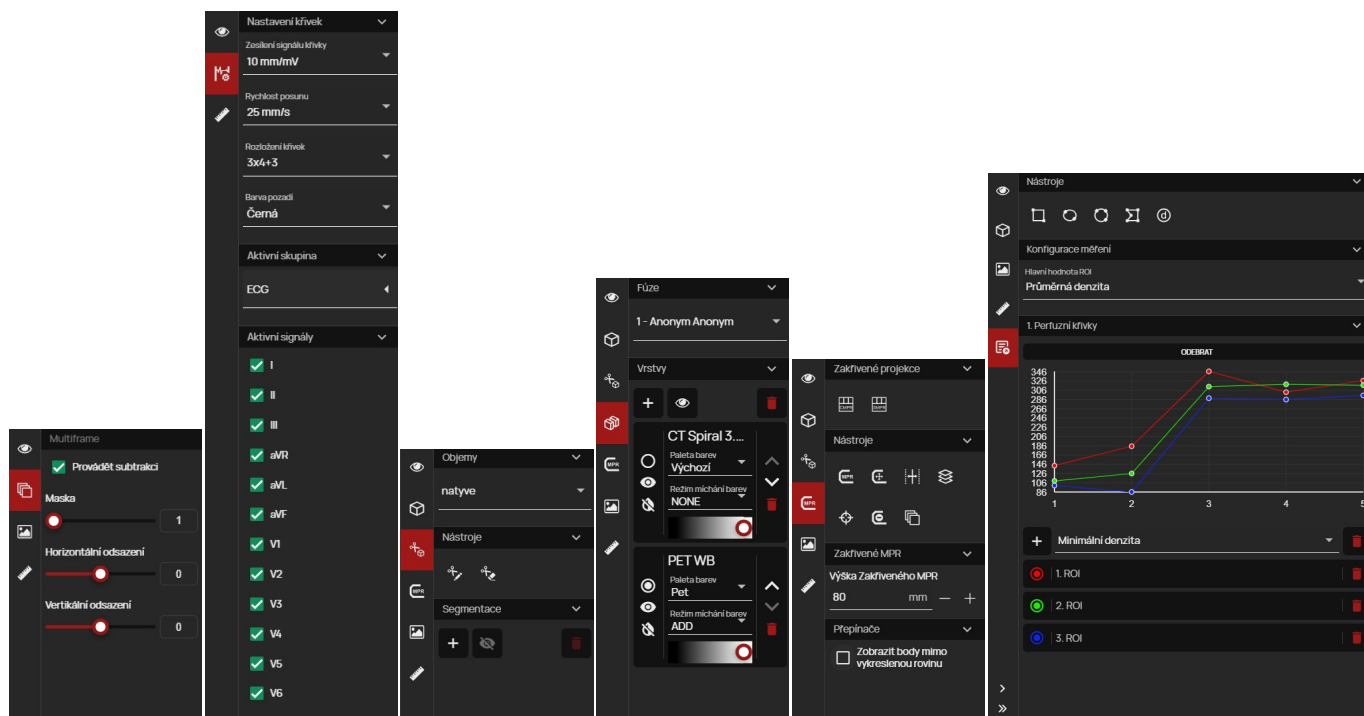 Multiframe
Provádět subtrakci
Maska
1
Horizontální odsazení
0
Vertikální odsazení
0
Nastavení křivek
Zesílení signálu křivky
10 mm/mV
Rychlost posunu
25 mm/s
Rozložení křivek
3x4+3
Barva pozadí
Černá
Aktivní skupina
ECG
Aktivní signály
I
II
III
aVR
aVL
aVF
V1
V2
V3
V4
V5
V6
Objemy
natyve
Nástroje
Segmentace
MPR
Fúze
1 - Anonym Anonym
Vrstvy
CT Spiral 3....
Paleta barev
Výchozí
Režim míchání barev
NONE
PET WB
Paleta barev
Pet
Režim míchání barev
ADD
MPR
Zakřivené projekce
Nástroje
MPR
Zakřivené MPR
Výška Zakřiveného MPR
80 mm
Přepínače
Zobrazit body mimo
vykreslenou rovinu
MPR
Nástroje
d
Konfigurace měření
Hlavní hodnota ROI
Průměrná denzita
1. Perfuzní křivky
ODEBRAT
346
326
306
286
266
246
226
206
186
166
146
126
106
86
1 2 3 4 5
Minimální denzita
1. ROI
2. ROI
3. ROI